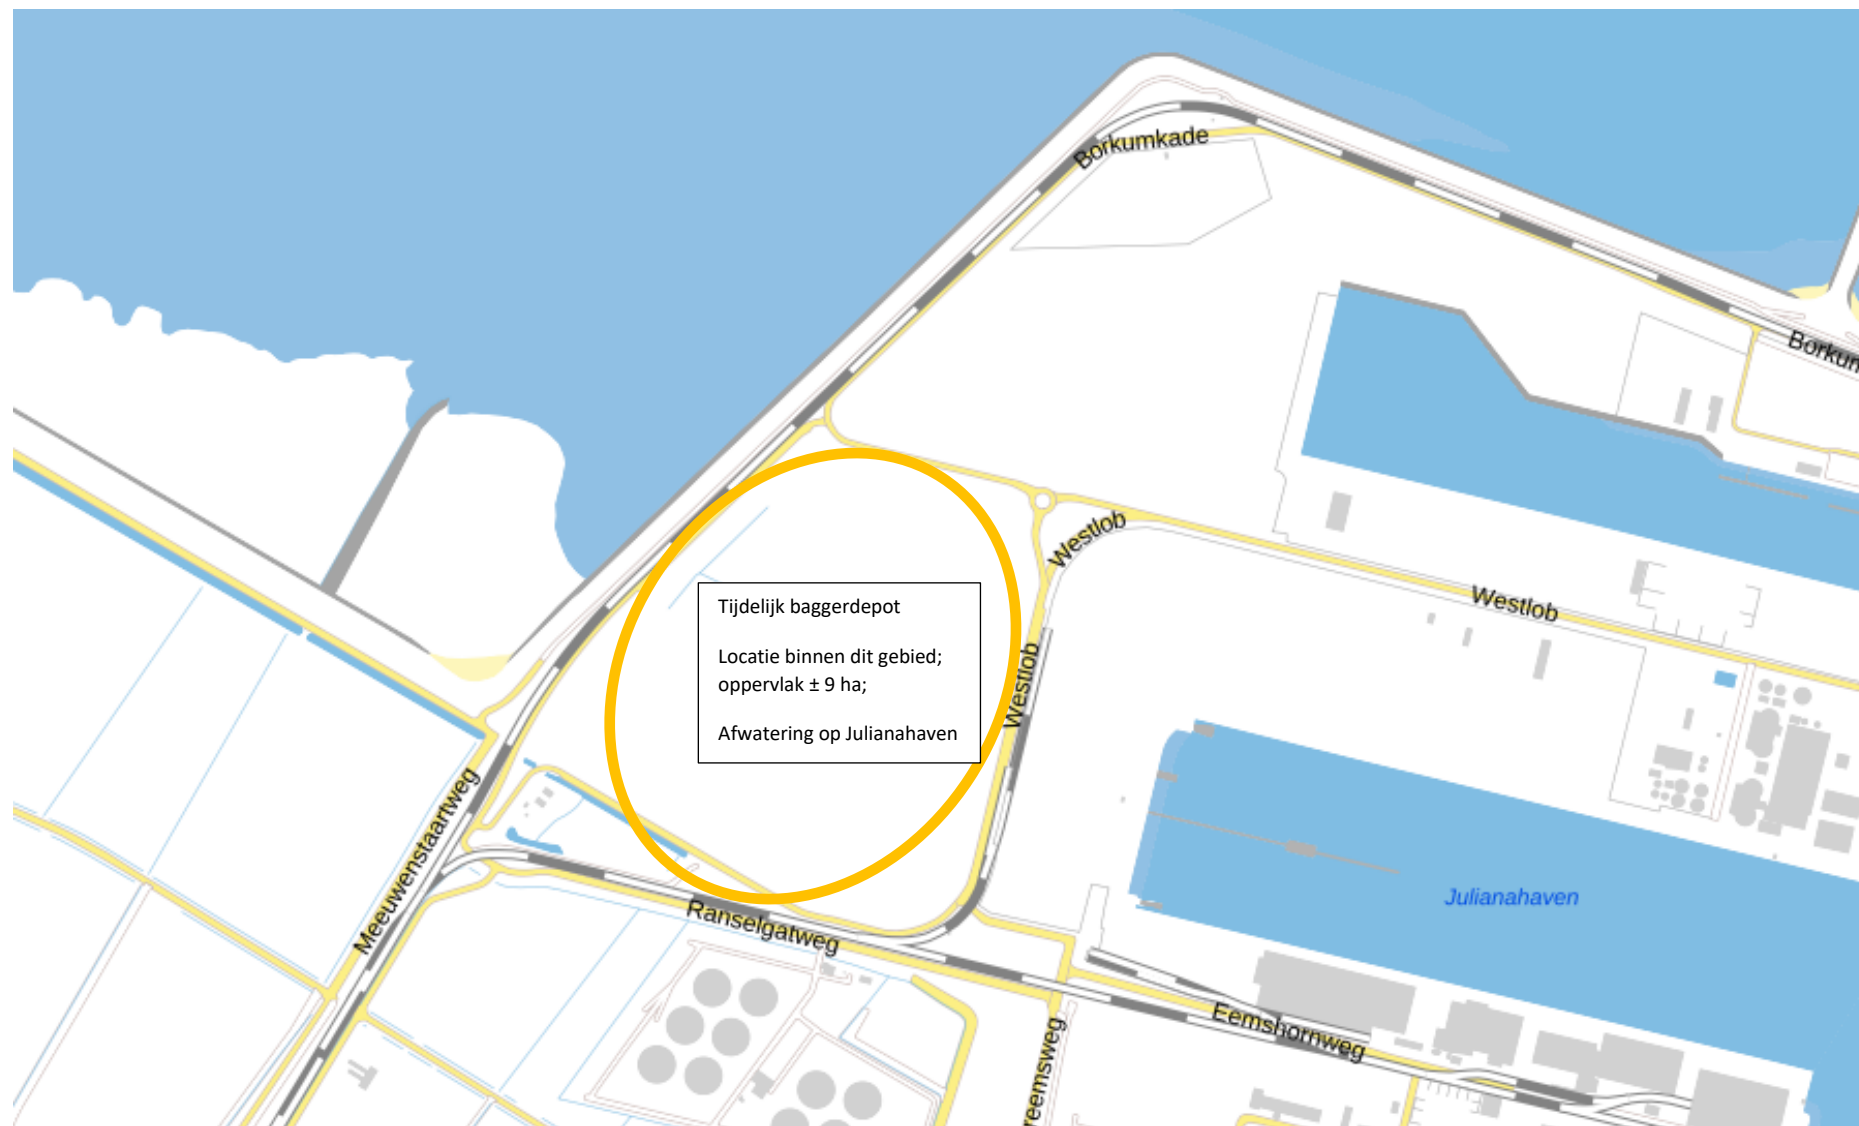 Borkumkade
Borkum
Westlob
Westlob
Tijdelijk baggerdepot
Locatie binnen dit gebied;
oppervlak ± 9 ha;
Afwatering op Julianahaven
Westlob
Meeuwenstaartweg
Julianahaven
Ranselgatweg
Eemshornweg
reemsweg